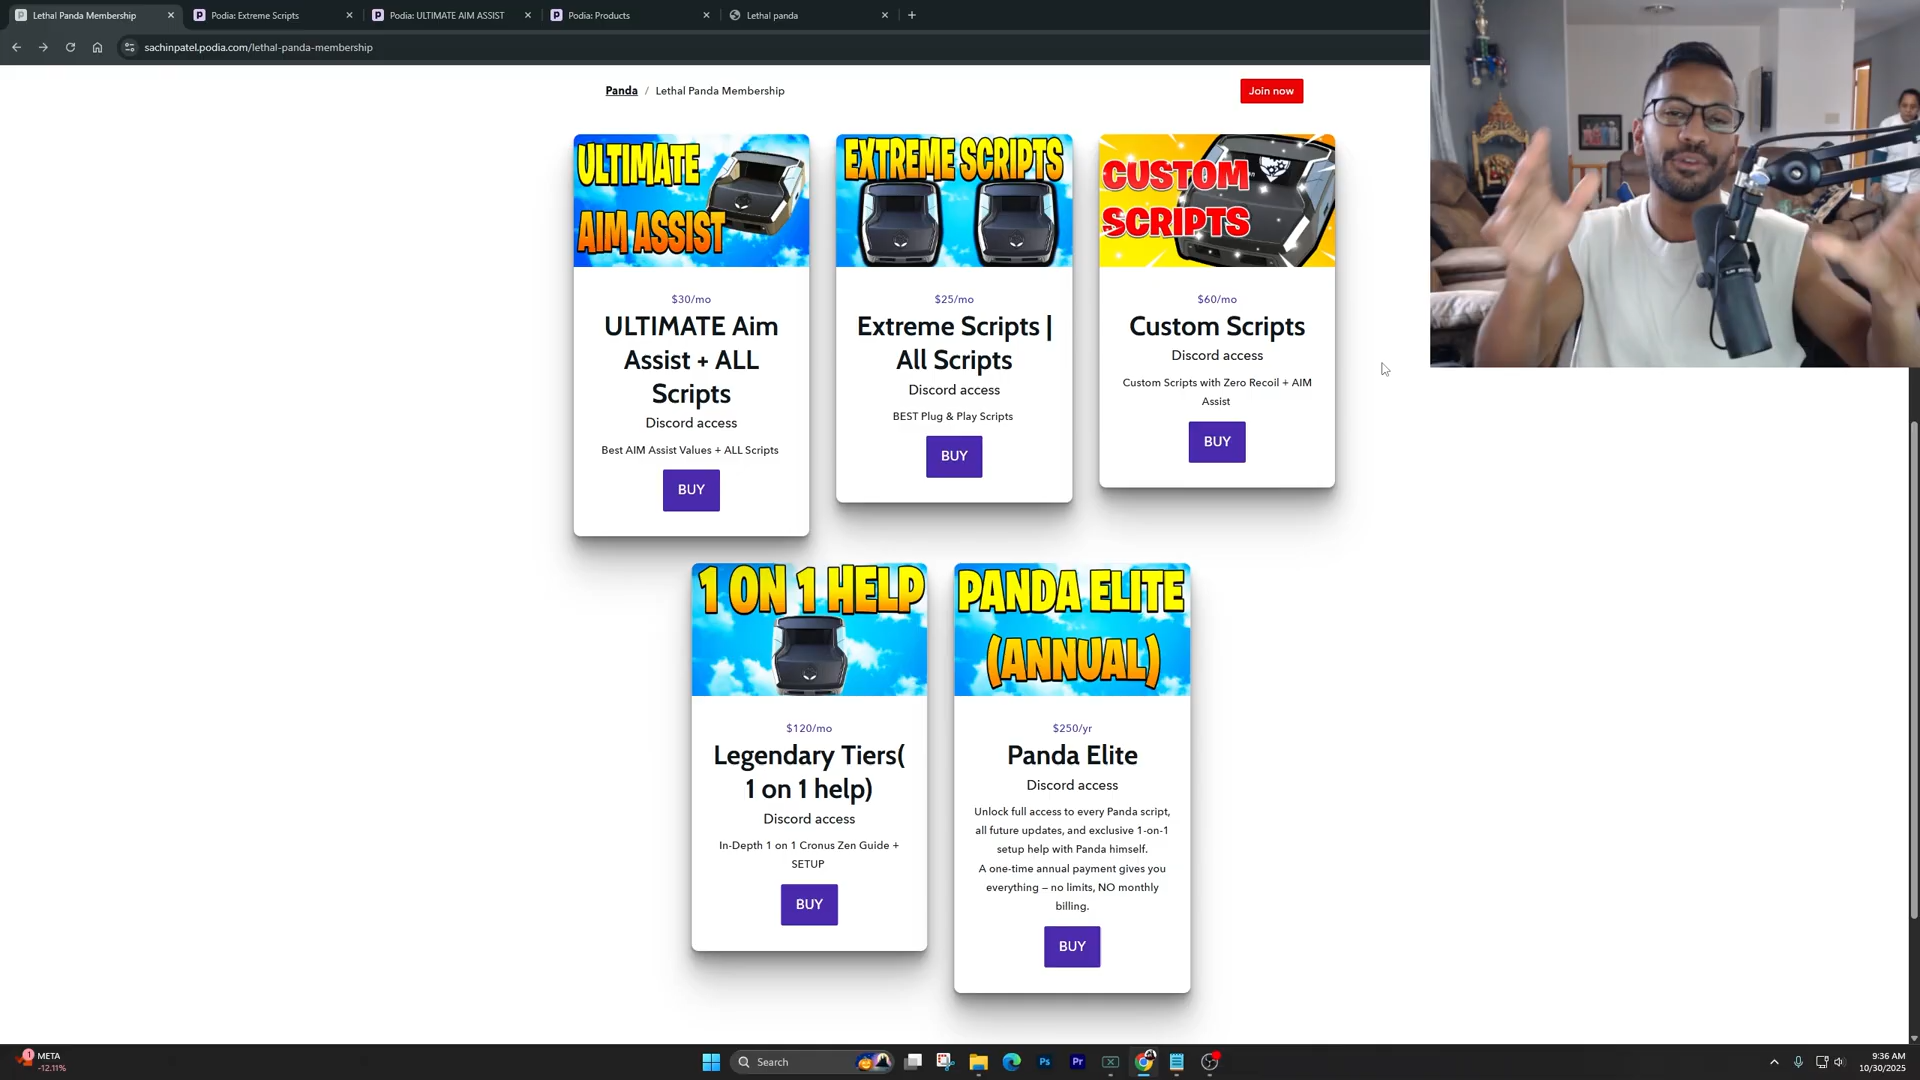 Lethal Panda Membership
Podia: Extreme Scripts
Podia: ULTIMATE AIM ASSIST
Podia: Products
Lethal panda
sachinpatel.podia.com/lethal-panda-membership
Panda / Lethal Panda Membership
Join now
ULTIMATE
AIM ASSIST
$30/mo
ULTIMATE Aim
Assist + ALL
Scripts
Discord access
Best AIM Assist Values + ALL Scripts
BUY
EXTREME SCRIPTS
$25/mo
Extreme Scripts |
All Scripts
Discord access
BEST Plug & Play Scripts
BUY
CUSTOM
SCRIPTS
$60/mo
Custom Scripts
Discord access
Custom Scripts with Zero Recoil + AIM
Assist
BUY
1 ON 1 HELP
$120/mo
Legendary Tiers(
1 on 1 help)
Discord access
In-Depth 1 on 1 Cronus Zen Guide +
SETUP
BUY
PANDA ELITE
(ANNUAL)
$250/yr
Panda Elite
Discord access
Unlock full access to every Panda script,
all future updates, and exclusive 1-on-1
setup help with Panda himself.
A one-time annual payment gives you
everything – no limits, NO monthly
billing.
BUY
1
META
-12.11%
Search
Ps
Pr
9:36 AM
10/30/2025